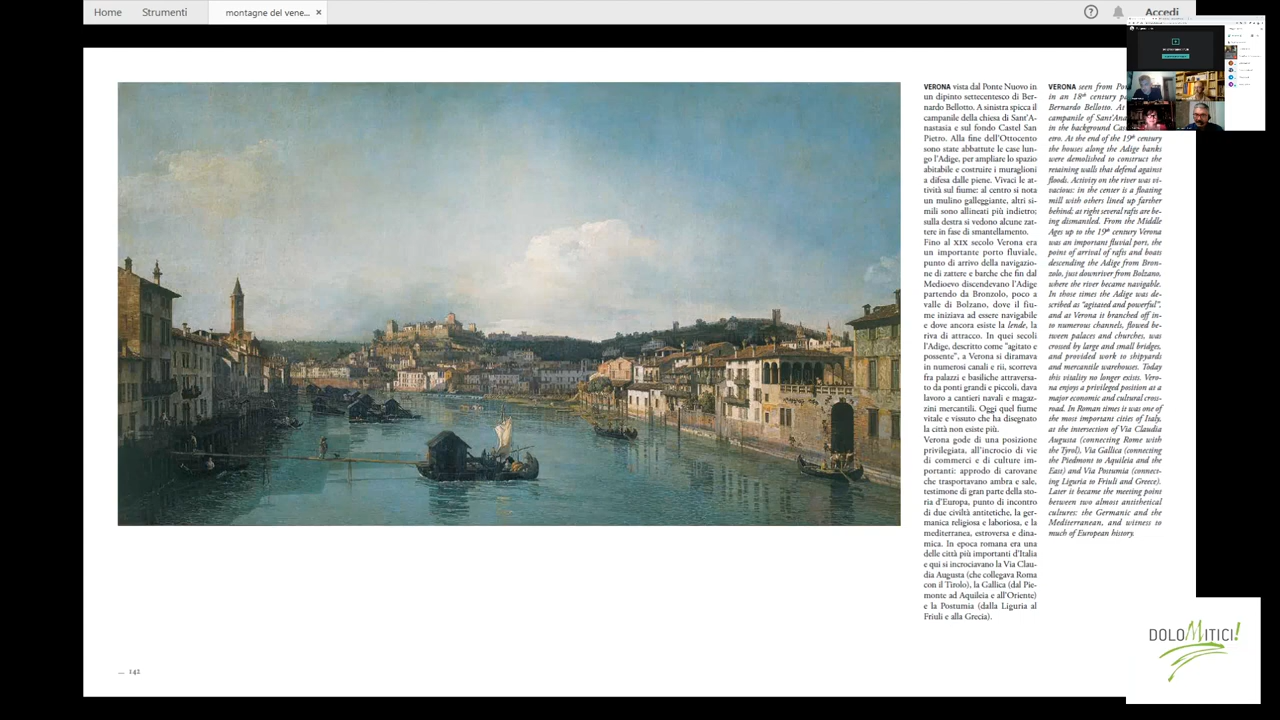 Home
Strumenti
montagne del vene...
×
?
Accedi
VERONA vista dal Ponte Nuovo in
un dipinto settecentesco di Ber-
nardo Bellotto. A sinistra spicca il
campanile della chiesa di Sant'A-
nastasia e sul fondo Castel San
Pietro. Alla fine dell'Ottocento
sono state abbattute le case lun-
go l'Adige, per ampliare lo spazio
abitabile e costruire i muraglioni
a difesa dalle piene. Vivaci le at-
tività sul fiume: al centro si nota
un mulino galleggiante, altri si-
mili sono allineati più indietro;
sulla destra si vedono alcune zat-
tere in fase di smantellamento.
Fino al XIX secolo Verona era
un importante porto fluviale,
punto di arrivo della navigazio-
ne di zattere e barche che fin dal
Medioevo discendevano l'Adige
partendo da Bronzolo, poco a
valle di Bolzano, dove il fiu-
me iniziava ad essere navigabile
e dove ancora esiste la lende, la
riva di attracco. In quei secoli
l'Adige, descritto come "agitato e
possente", a Verona si diramava
in numerosi canali e rii, scorreva
fra palazzi e basiliche attraversa-
to da ponti grandi e piccoli, dava
lavoro a cantieri navali e magaz-
zini mercantili. Oggi quel fiume
vitale e vissuto che ha disegnato
la città non esiste più.
Verona gode di una posizione
privilegiata, all'incrocio di vie
di commerci e di culture im-
portanti: approdo di carovane
che trasportavano ambra e sale,
testimone di gran parte della sto-
ria d'Europa, punto di incontro
di due civiltà antitetiche, la ger-
manica religiosa e laboriosa, e la
mediterranea, estroversa e dina-
mica. In epoca romana era una
delle città più importanti d'Italia
e qui si incrociavano la Via Clau-
dia Augusta (che collegava Roma
con il Tirolo), la Gallica (dal Pie-
monte ad Aquileia e all'Oriente)
e la Postumia (dalla Liguria al
Friuli e alla Grecia).
VERONA seen from
in an 18th century
Bernardo Bellotto. At
campanile of
in the background
etro. At the end of the 19th century
the houses along the Adige banks
were demolished to construct the
retaining walls that defend against
floods. Activity on the river was vi-
vacious: in the center is a floating
mill with others lined up farther
behind; at right several rafts are be-
ing dismantled. From the Middle
Ages up to the 19th century Verona
was an important fluvial port, the
point of arrival of rafts and boats
descending the Adige from Bron-
zolo, just downriver from Bolzano,
where the river became navigable.
In those times the Adige was de-
scribed as "agitated and powerful",
and as Verona is branched off in-
to numerous channels, flowed be-
tween palaces and churches, was
crossed by large and small bridges,
and provided work to shipyards
and mercantile warehouses. Today
this vitality no longer exists. Vero-
na enjoys a privileged position at a
major economic and cultural cross-
road. In Roman times is was one of
the most important cities of Italy,
at the intersection of Via Claudia
Augusta (connecting Rome with
the Tyrol), Via Gallica (connecting
the Piedmont to Aquileia and the
East) and Via Postumia (connect-
ing Liguria to Friuli and Greece).
Later it became the meeting point
between two almost antithetical
cultures: the Germanic and the
Mediterranean, and witness to
much of European history.
142
DOLOMITICI!